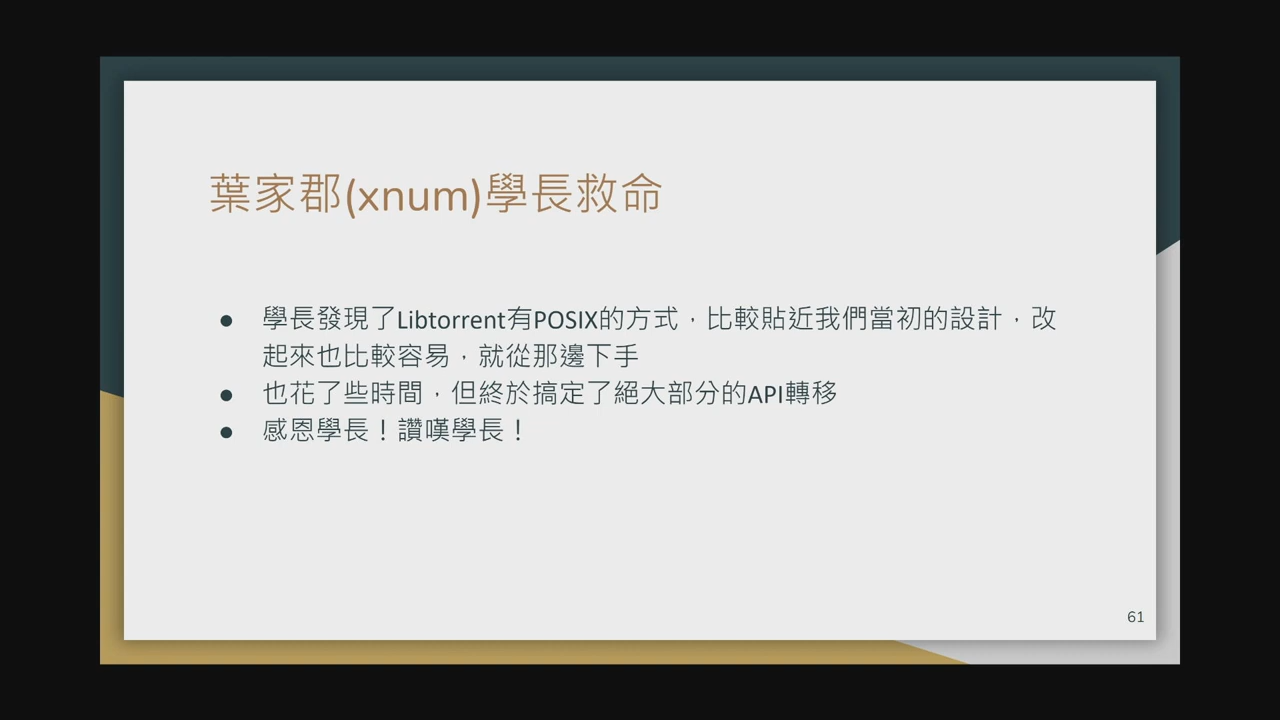 葉家郡(xnum)學長救命
● 學長發現了Libtorrent有POSIX的方式，比較貼近我們當初的設計，改
起來也比較容易，就從那邊下手
● 也花了些時間，但終於搞定了絕大部分的API轉移
● 感恩學長！讚嘆學長！
61